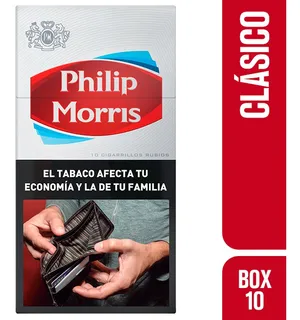 Philip
Morris
10 CIGARRILLOS RUBIOS
EL TABACO AFECTA TU
ECONOMÍA Y LA DE TU FAMILIA
CLÁSICO
BOX
10